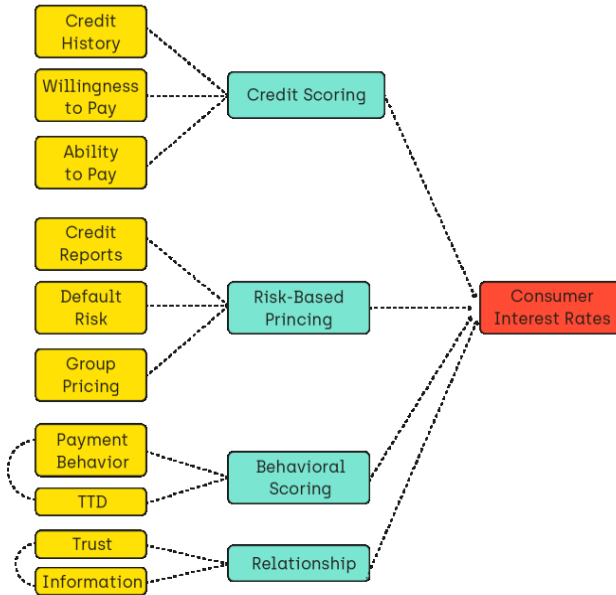 Credit
History
Willingness
to Pay
Ability
to Pay
Credit Scoring
Credit
Reports
Default
Risk
Group
Pricing
Risk-Based
Princing
Consumer
Interest Rates
Payment
Behavior
TTD
Behavioral
Scoring
Trust
Information
Relationship